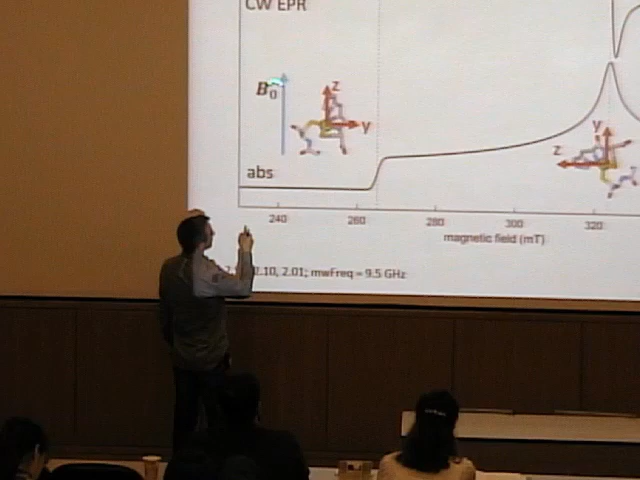 CW EPR
B0
z
y
y
z
abs
240 260 280 300 320
magnetic field (mT)
2.10, 2.01; mwFreq = 9.5 GHz